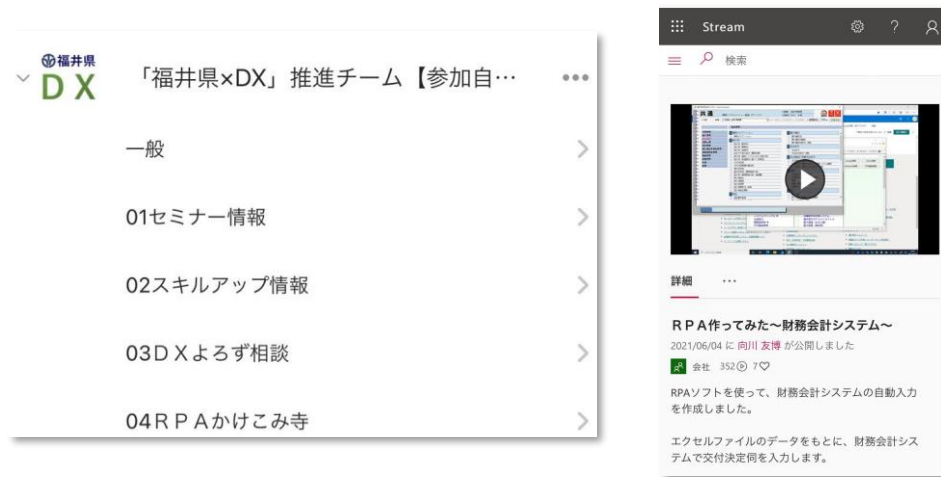 福井県
DX
「福井県×DX」推進チーム【参加自…
一般
01セミナー情報
02スキルアップ情報
03DXよろず相談
04RPAかけこみ寺
Stream
?
検索
共通
詳細
RPA作ってみた〜財務会計システム〜
2021/06/04 に 向川 友博 が公開しました
会社 352 7
RPAソフトを使って、財務会計システムの自動入力
を作成しました。
エクセルファイルのデータをもとに、財務会計シス
テムで交付決定伺を入力します。